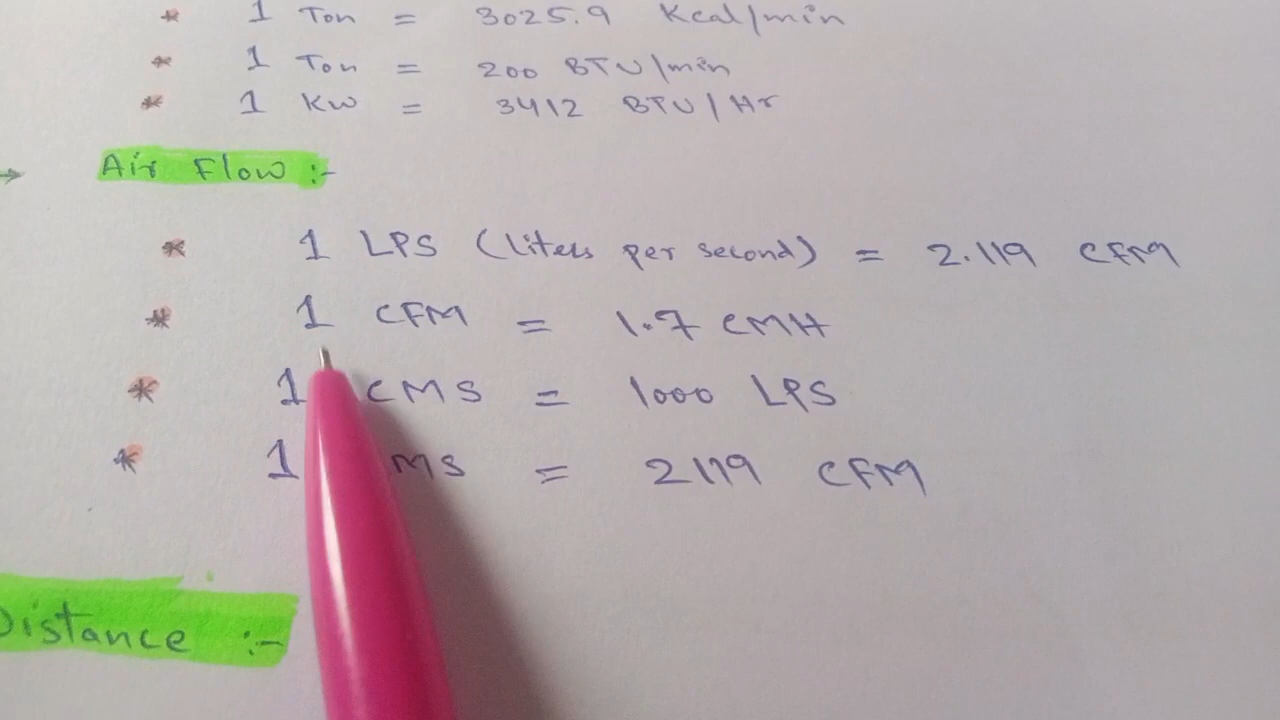 * 1 Ton = 3025.9 Kcal/min
* 1 Ton = 200 BTU/min
* 1 KW = 3412 BTU/Hr
→ Air Flow :-
* 1 LPS (liters per second) = 2.119 CFM
* 1 CFM = 1.7 CMH
* 1 CMS = 1000 LPS
* 1 MS = 2119 CFM
Distance :-